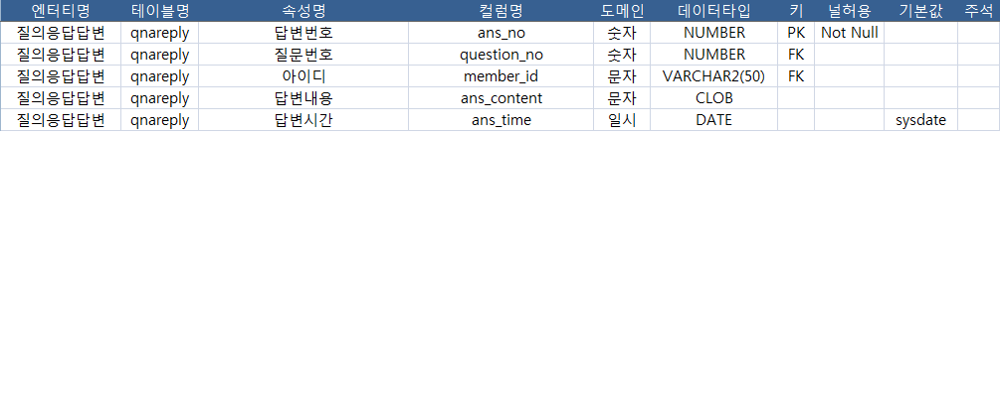 엔터티명 테이블명 속성명 컬럼명 도메인 데이터타입 키 널허용 기본값 주석
질의응답답변 qnareply 답변번호 ans_no 숫자 NUMBER PK Not Null
질의응답답변 qnareply 질문번호 question_no 숫자 NUMBER FK
질의응답답변 qnareply 아이디 member_id 문자 VARCHAR2(50) FK
질의응답답변 qnareply 답변내용 ans_content 문자 CLOB
질의응답답변 qnareply 답변시간 ans_time 일시 DATE sysdate